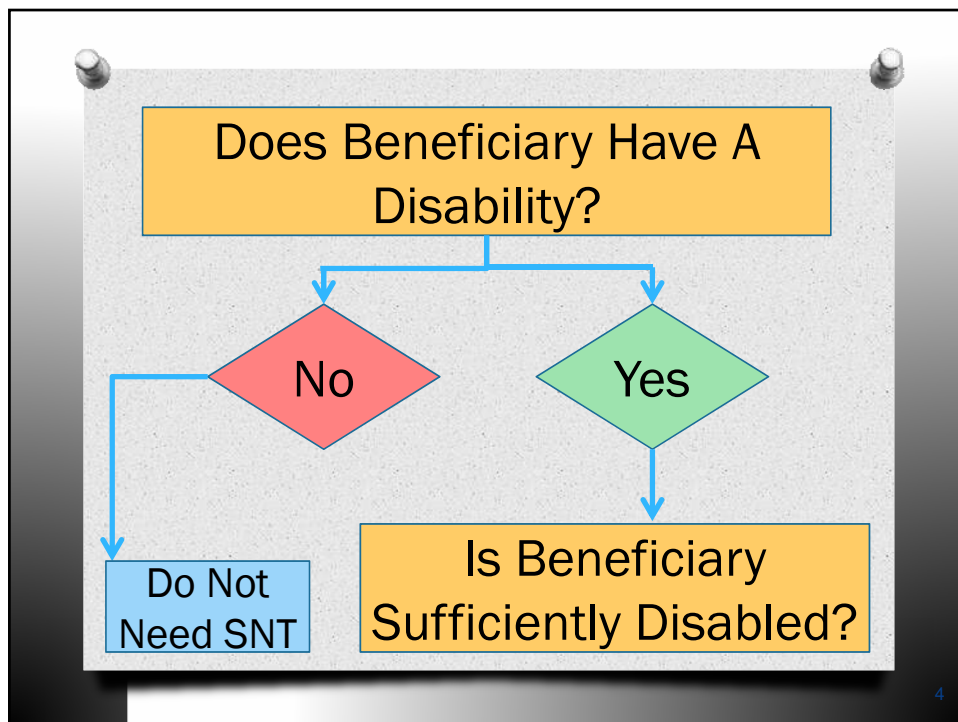 Does Beneficiary Have A
Disability?
No
Yes
Do Not
Need SNT
Is Beneficiary
Sufficiently Disabled?
4